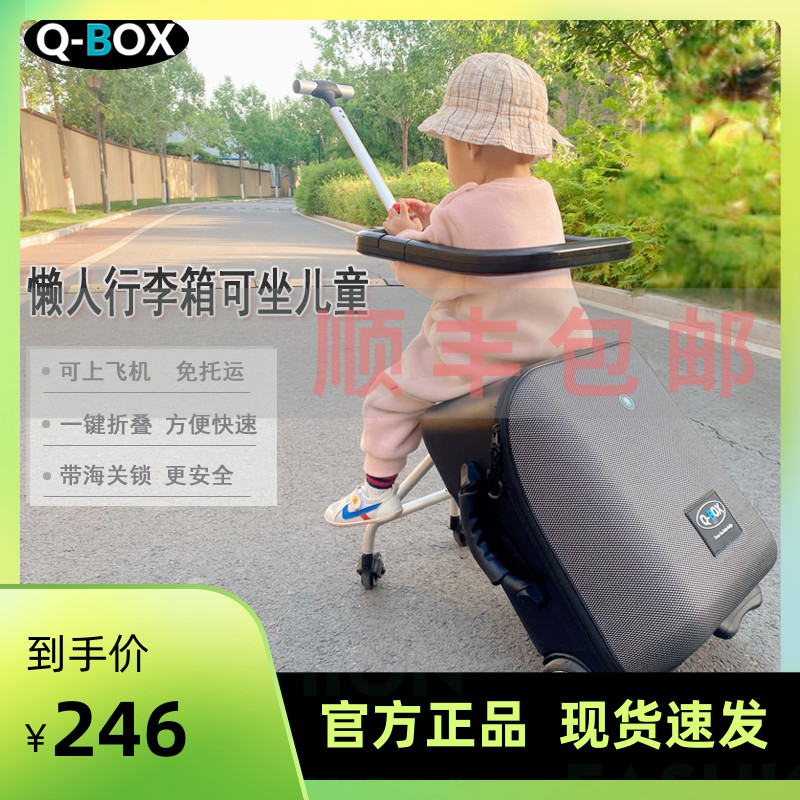 Q-BOX
懒人行李箱可坐儿童
顺丰包邮
可上飞机 免托运
一键折叠 方便快速
带海关锁 更安全
Q-BOX
到手价
¥246
官方正品 现货速发